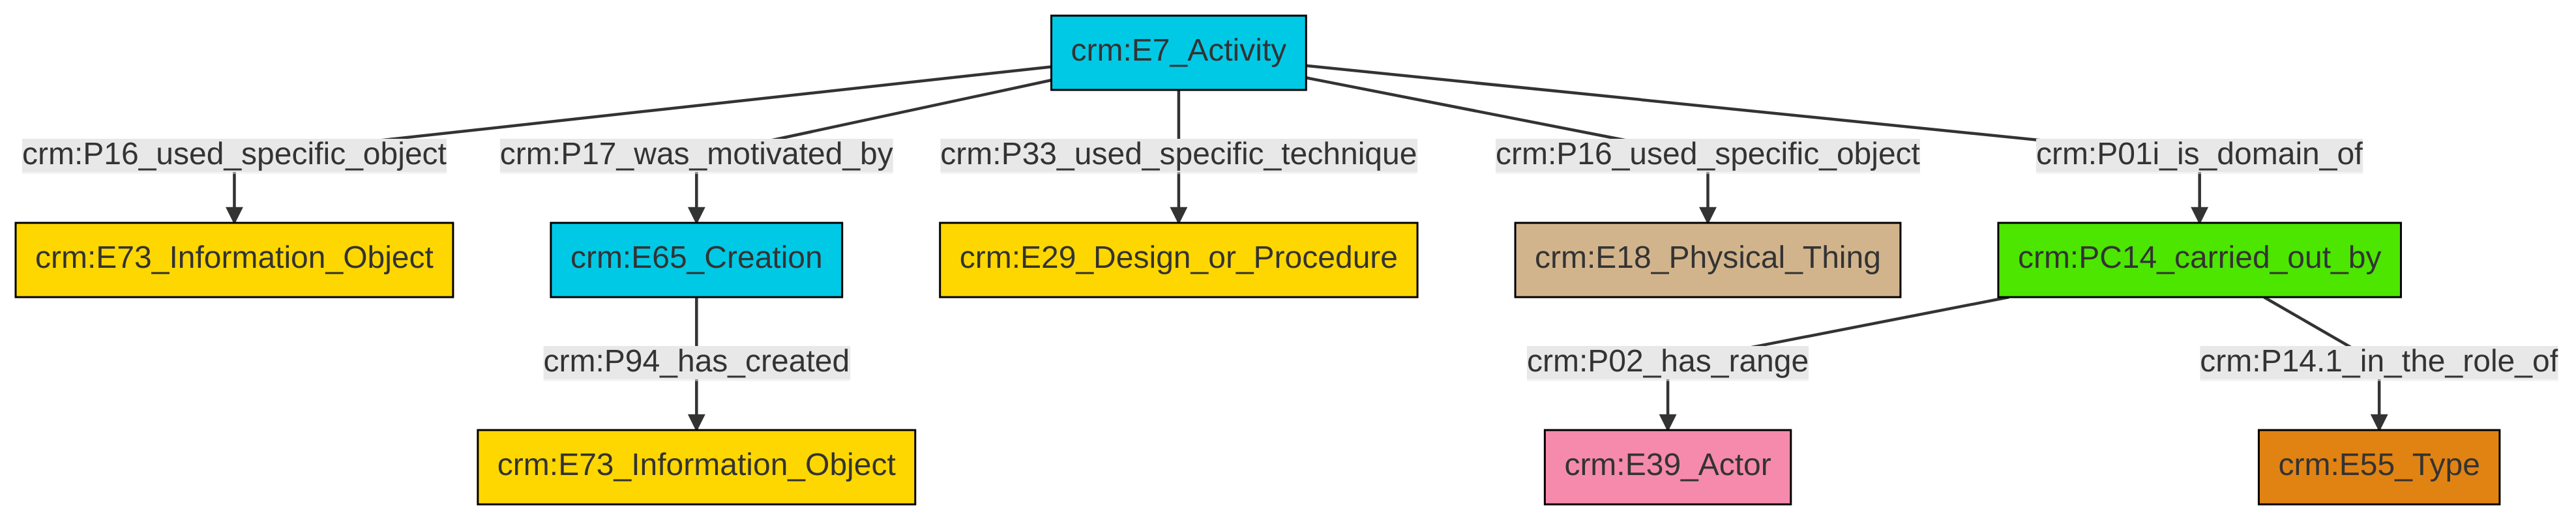 crm:E7_Activity
crm:P16_used_specific_object
crm:P17_was_motivated_by
crm:P33_used_specific_technique
crm:P16_used_specific_object
crm:P01i_is_domain_of
crm:E73_Information_Object
crm:E65_Creation
crm:E29_Design_or_Procedure
crm:E18_Physical_Thing
crm:PC14_carried_out_by
crm:P94_has_created
crm:P02_has_range
crm:P14.1_in_the_role_of
crm:E73_Information_Object
crm:E39_Actor
crm:E55_Type